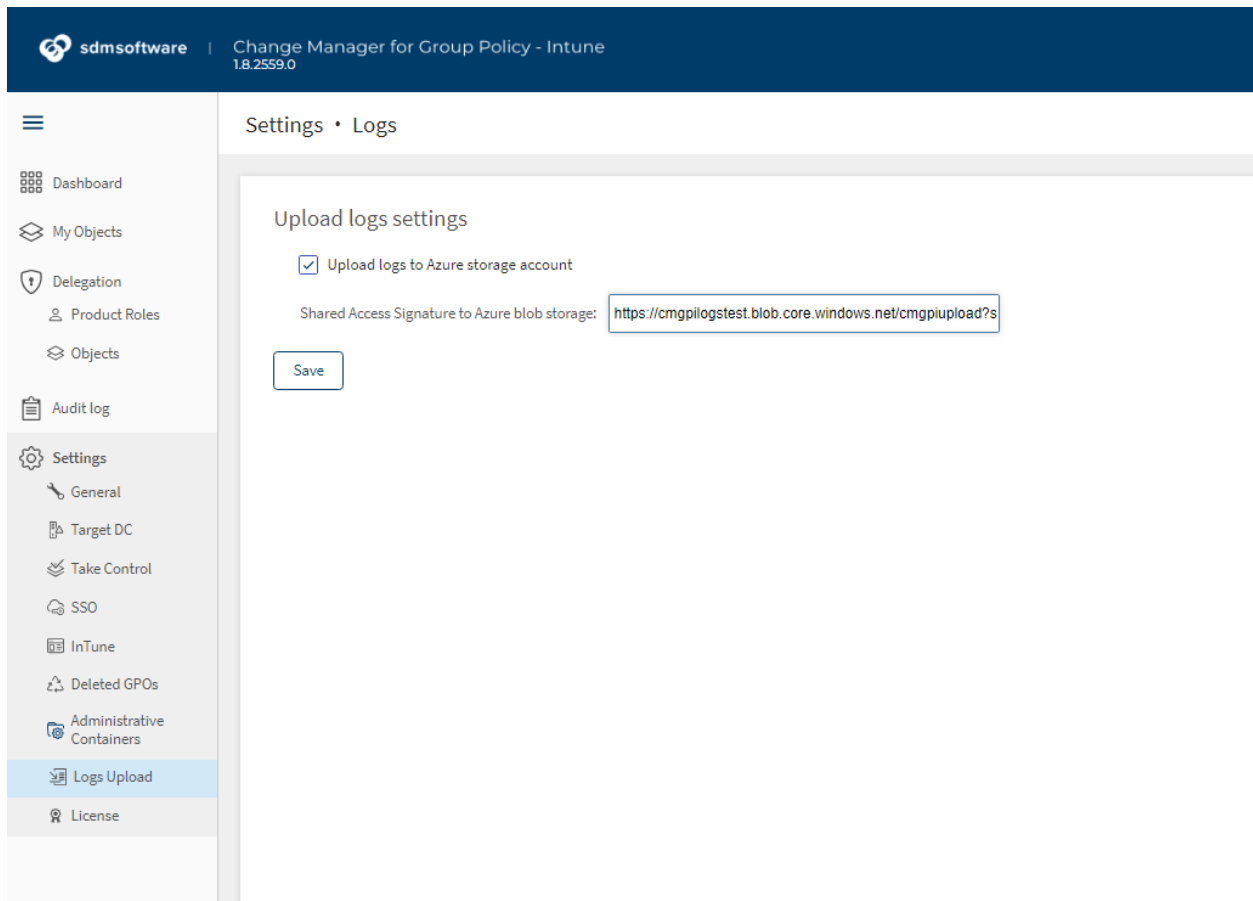 sdmsoftware | Change Manager for Group Policy - Intune
1.8.2559.0
Settings • Logs
Dashboard
My Objects
Delegation
Product Roles
Objects
Audit log
Settings
General
Target DC
Take Control
SSO
InTune
Deleted GPOs
Administrative
Containers
Logs Upload
License
Upload logs settings
Upload logs to Azure storage account
Shared Access Signature to Azure blob storage: https://cmgpilogstest.blob.core.windows.net/cmgpiupload?s
Save